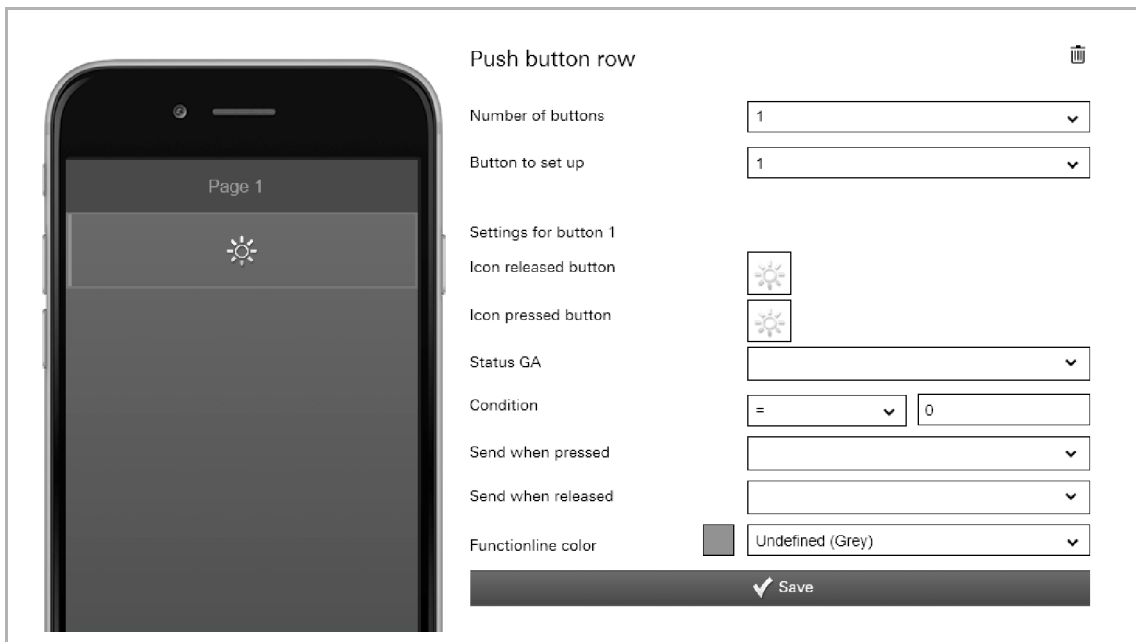 Page 1
Push button row
Number of buttons
1
Button to set up
1
Settings for button 1
Icon released button
Icon pressed button
Status GA
Condition
=
0
Send when pressed
Send when released
Functionline color
Undefined (Grey)
Save